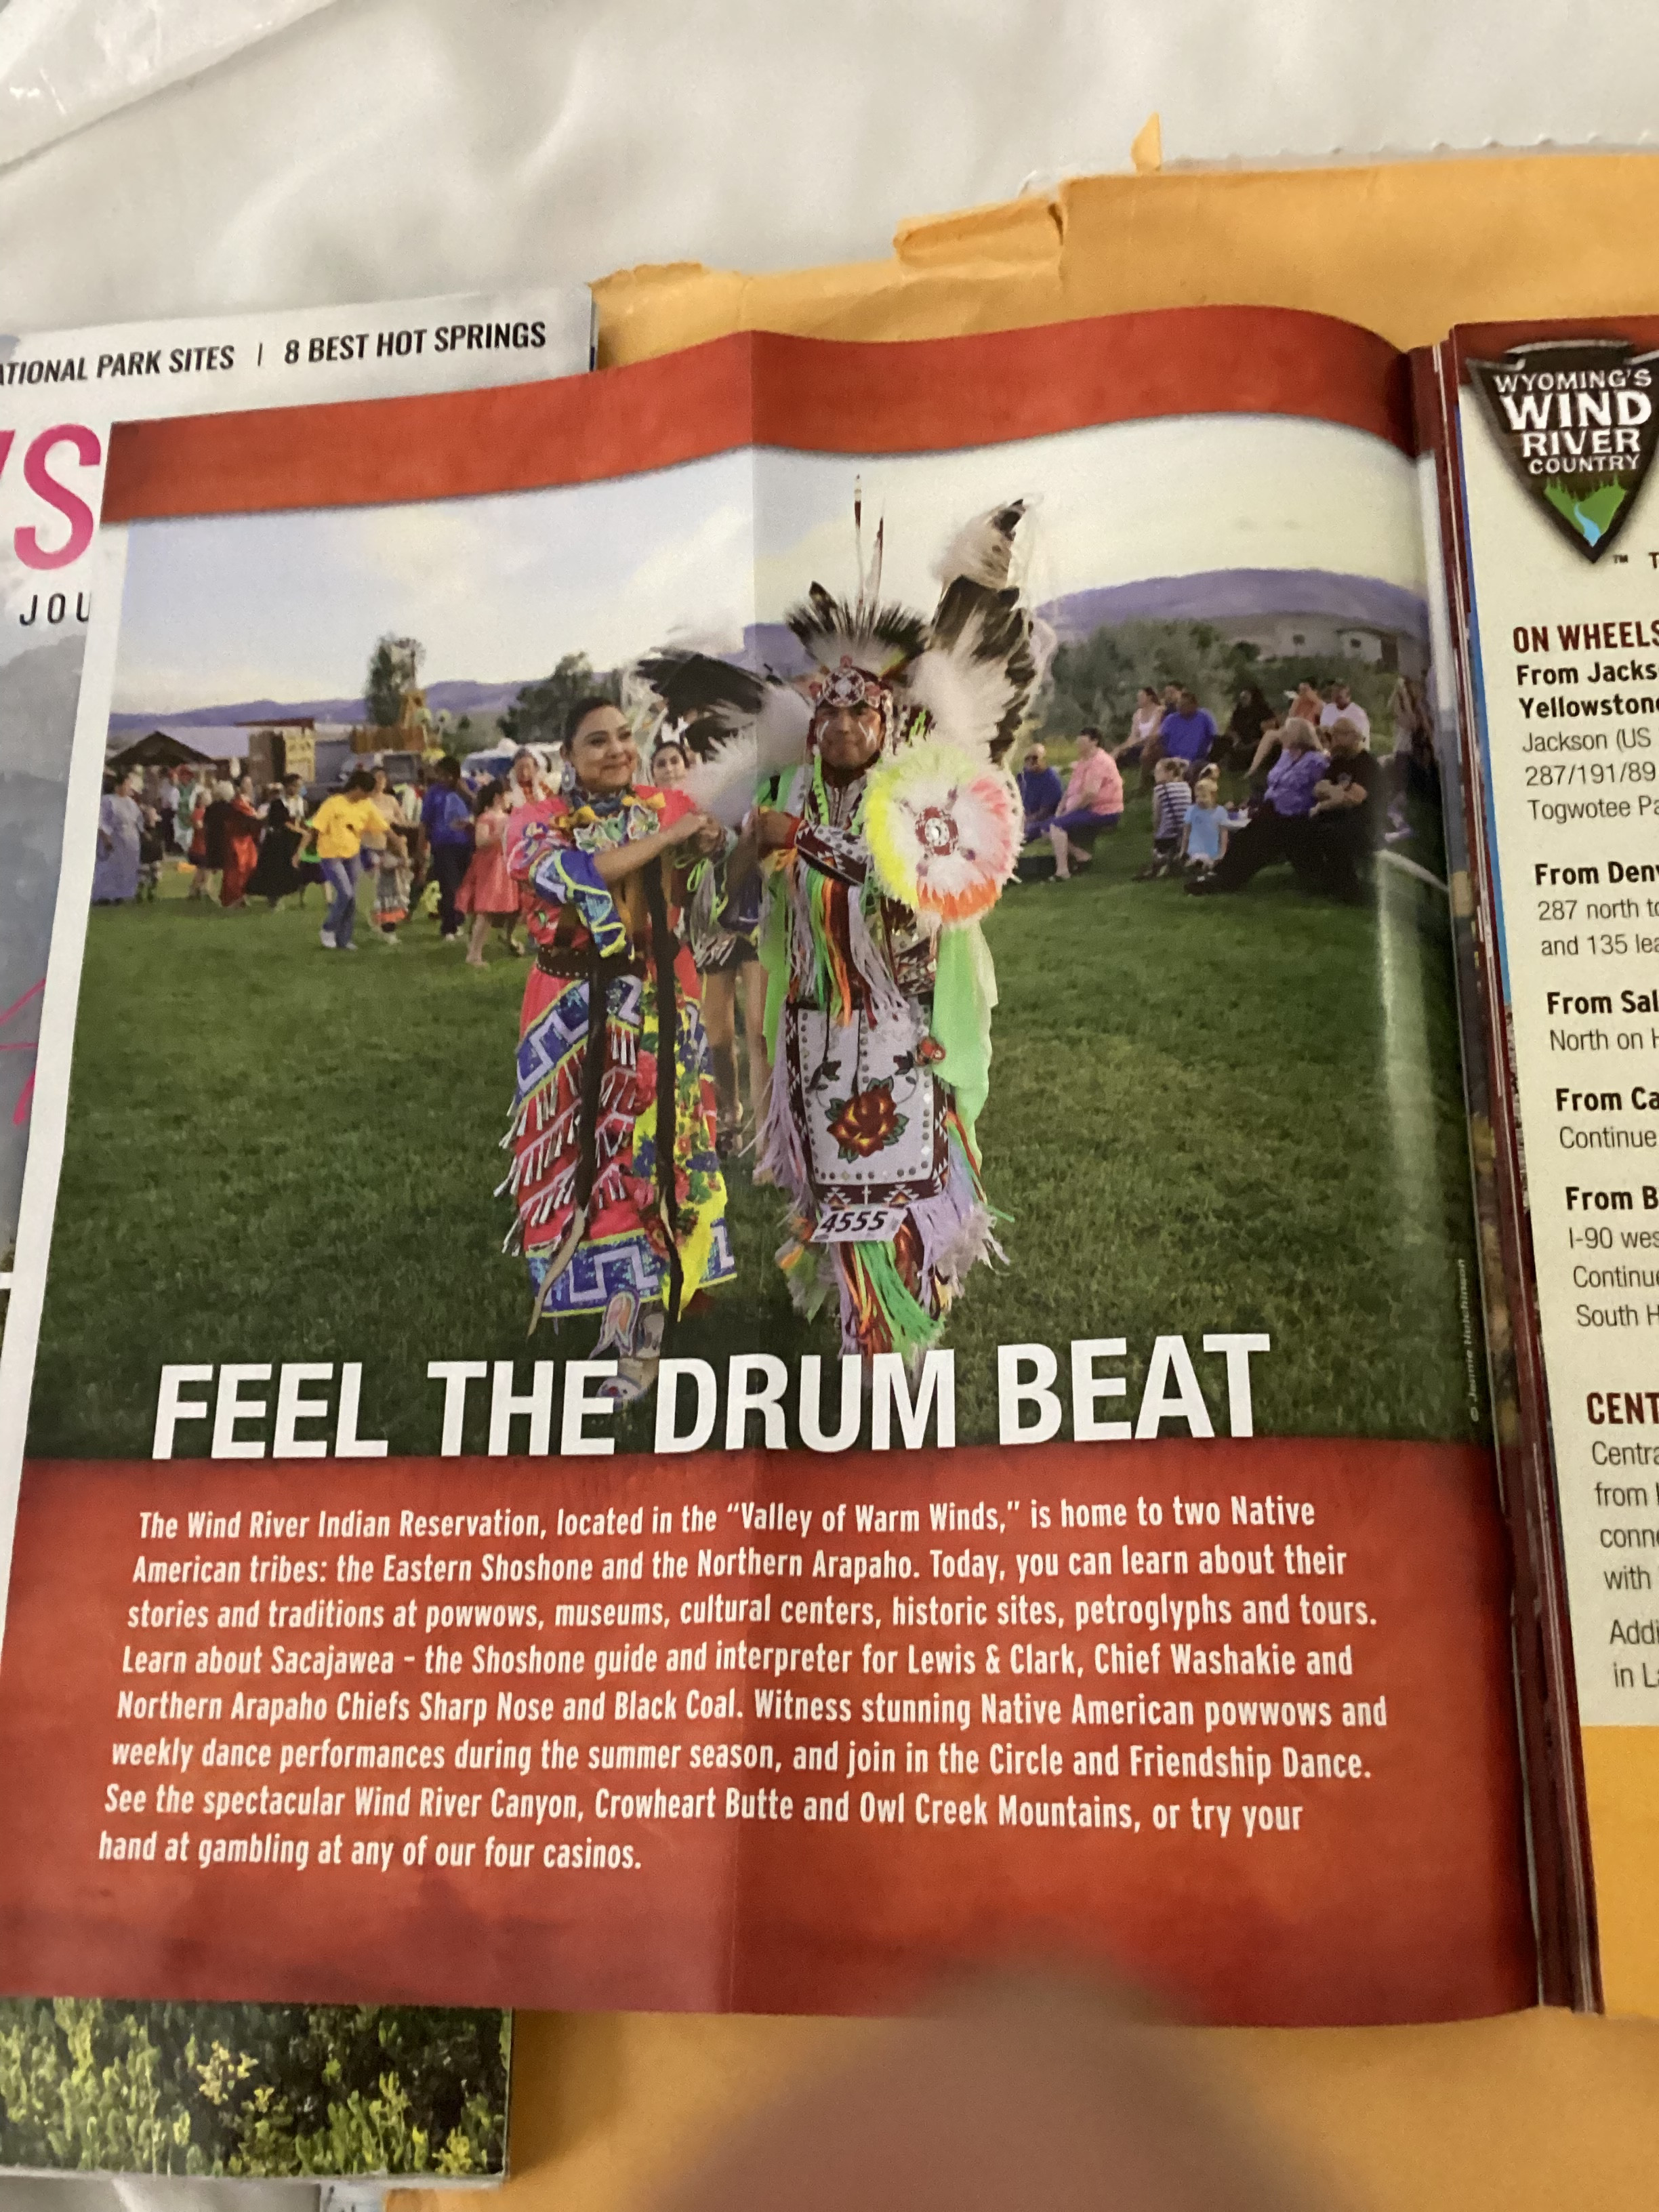 ATIONAL PARK SITES | 8 BEST HOT SPRINGS
S
JOU
4555
© Jamie Hutchinson
FEEL THE DRUM BEAT
The Wind River Indian Reservation, located in the “Valley of Warm Winds,” is home to two Native
American tribes: the Eastern Shoshone and the Northern Arapaho. Today, you can learn about their
stories and traditions at powwows, museums, cultural centers, historic sites, petroglyphs and tours.
Learn about Sacajawea - the Shoshone guide and interpreter for Lewis & Clark, Chief Washakie and
Northern Arapaho Chiefs Sharp Nose and Black Coal. Witness stunning Native American powwows and
weekly dance performances during the summer season, and join in the Circle and Friendship Dance.
See the spectacular Wind River Canyon, Crowheart Butte and Owl Creek Mountains, or try your
hand at gambling at any of our four casinos.
WYOMING'S
WIND
RIVER
COUNTRY
™ T
ON WHEELS
From Jacks
Yellowstone
Jackson (US
287/191/89
Togwotee Pa
From Denv
287 north to
and 135 lea
From Sal
North on H
From Ca
Continue
From B
I-90 wes
Continue
South H
CENT
Centra
from
conne
with
Addi
in La